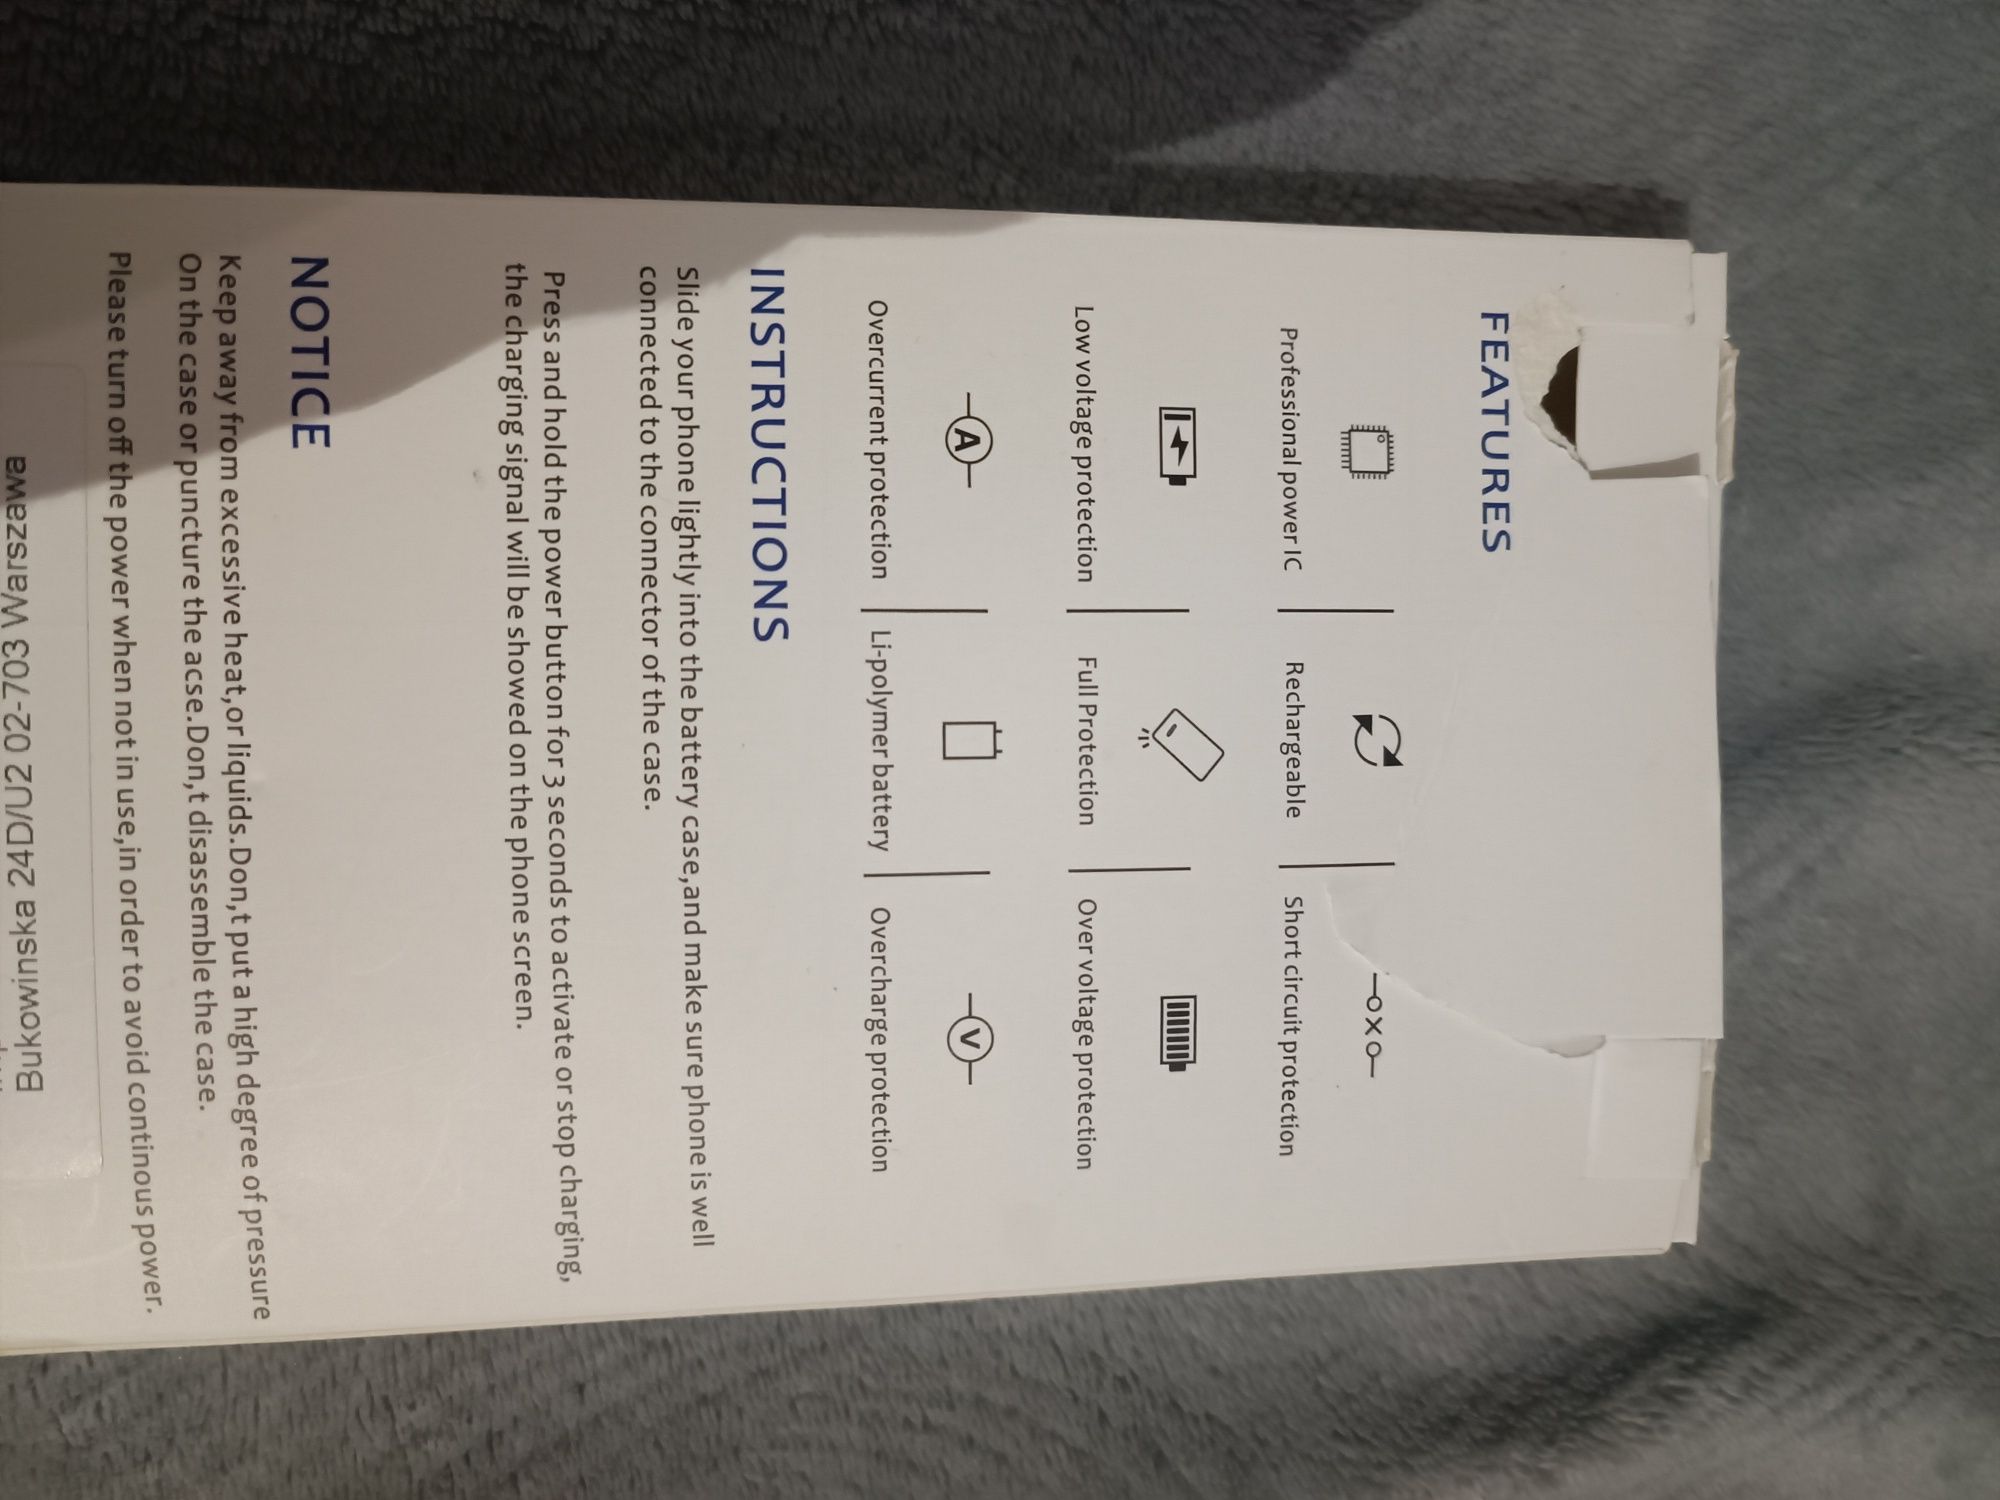 FEATURES
Professional power IC
Rechargeable
Short circuit protection
Low voltage protection
Full Protection
Over voltage protection
A
V
Overcurrent protection
Li-polymer battery
Overcharge protection
INSTRUCTIONS
Slide your phone lightly into the battery case,and make sure phone is well
connected to the connector of the case.
Press and hold the power button for 3 seconds to activate or stop charging,
the charging signal will be showed on the phone screen.
NOTICE
Keep away from excessive heat,or liquids.Don,t put a high degree of pressure
On the case or puncture the acse.Don,t disassemble the case.
Please turn off the power when not in use,in order to avoid continous power.
Bukowinska 24D/U2 02-703 Warszawa